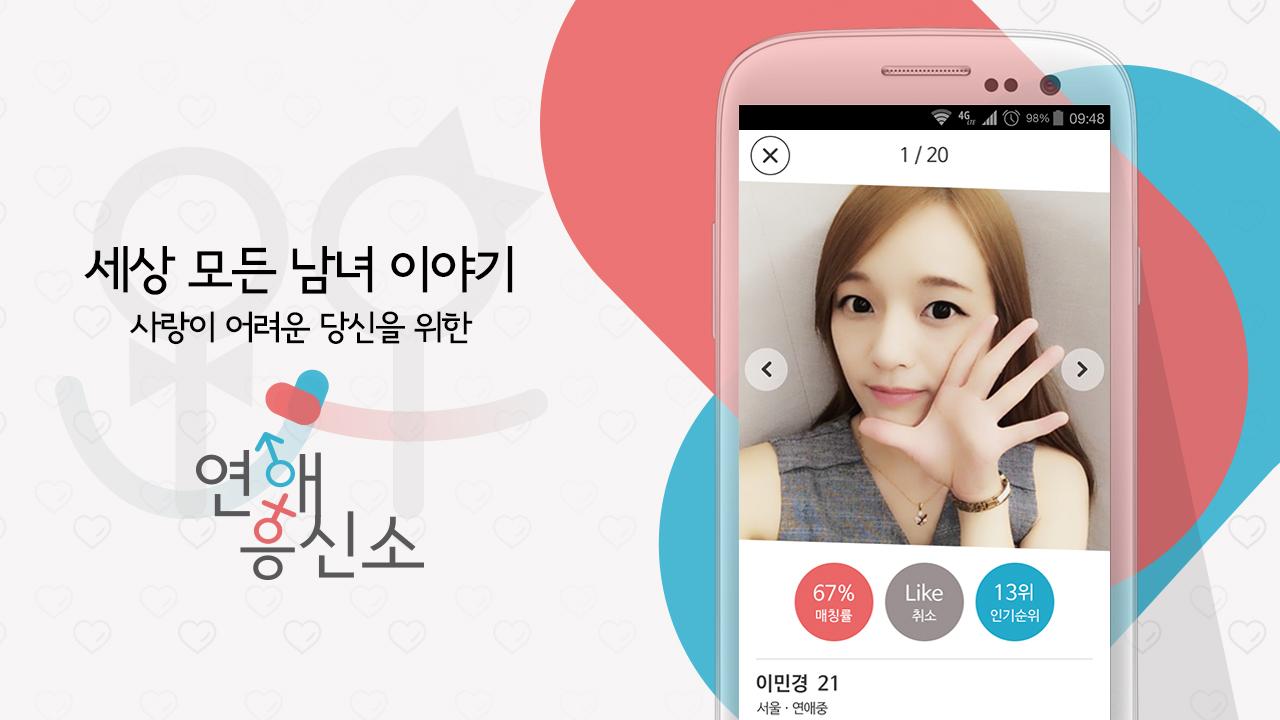 세상 모든 남녀 이야기
사랑이 어려운 당신을 위한
연애
흥신소
4G LTE 98% 09:48
1 / 20
67% Like 13위
매칭률 취소 인기순위
이민경 21
서울 · 연애중